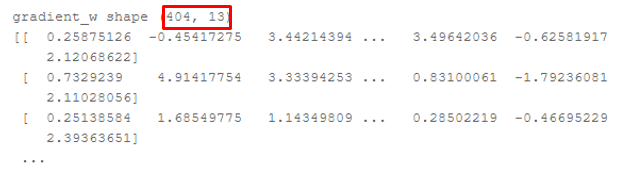 gradient_w shape (404, 13)
[[ 0.25875126 -0.45417275 3.44214394 ... 3.49642036 -0.62581917
2.12068622]
[ 0.7329239 4.91417754 3.33394253 ... 0.83100061 -1.79236081
2.11028056]
[ 0.25138584 1.68549775 1.14349809 ... 0.28502219 -0.46695229
2.39363651]
...